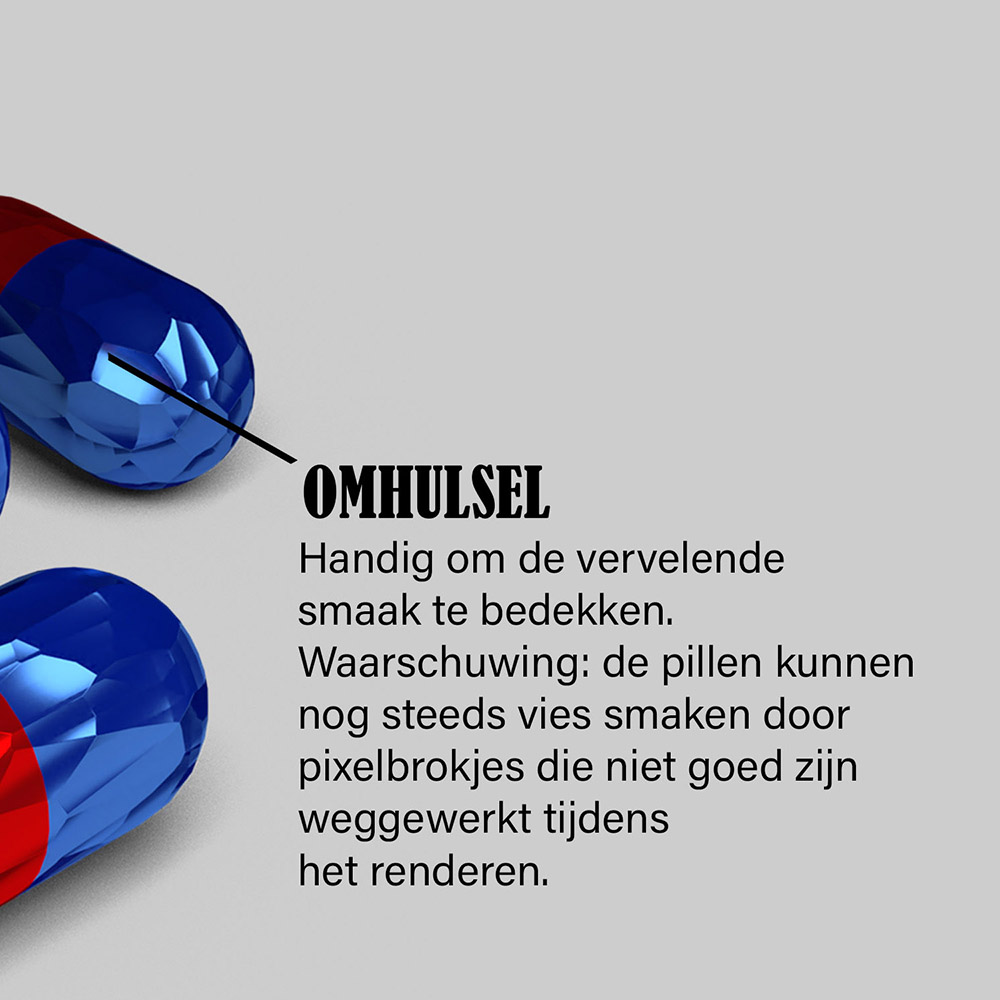 OMHULSEL
Handig om de vervelende
smaak te bedekken.
Waarschuwing: de pillen kunnen
nog steeds vies smaken door
pixelbrokjes die niet goed zijn
weggewerkt tijdens
het renderen.